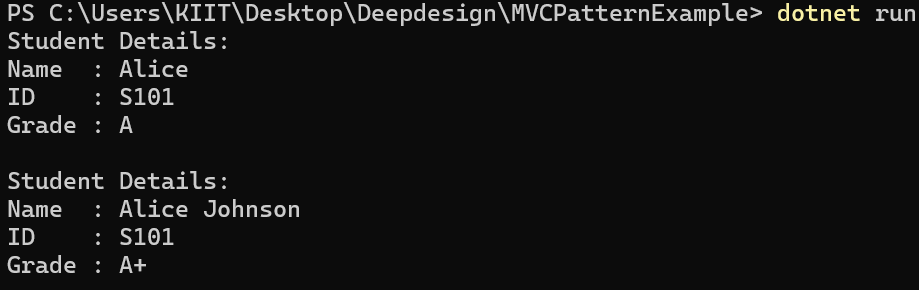 PS C:\Users\KIIT\Desktop\Deepdesign\MVCPatternExample> dotnet run
Student Details:
Name  : Alice
ID    : S101
Grade : A

Student Details:
Name  : Alice Johnson
ID    : S101
Grade : A+